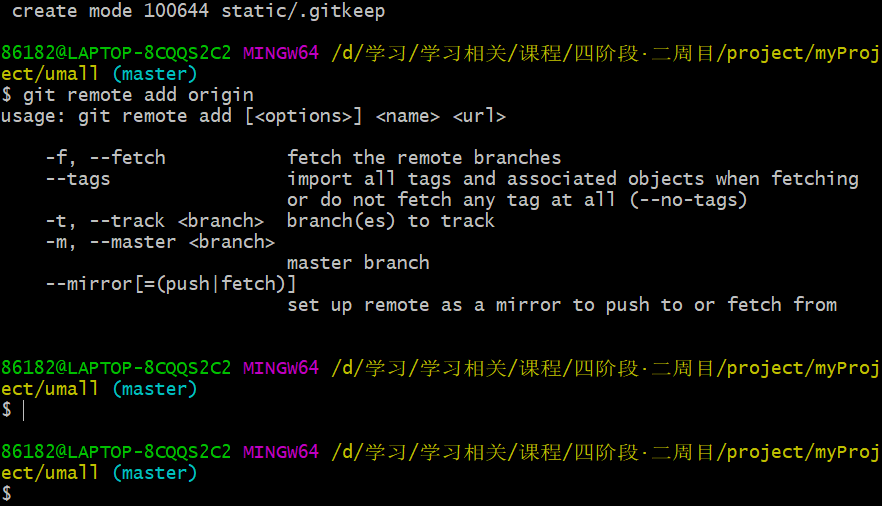 create mode 100644 static/.gitkeep
86182@LAPTOP-8CQQS2C2 MINGW64 /d/学习/学习相关/课程/四阶段·二周目/project/myProj
ect/umall (master)
$ git remote add origin
usage: git remote add [<options>] <name> <url>
-f, --fetch fetch the remote branches
--tags import all tags and associated objects when fetching
or do not fetch any tag at all (--no-tags)
-t, --track <branch> branch(es) to track
-m, --master <branch>
master branch
--mirror[=(push|fetch)]
set up remote as a mirror to push to or fetch from
86182@LAPTOP-8CQQS2C2 MINGW64 /d/学习/学习相关/课程/四阶段·二周目/project/myProj
ect/umall (master)
$
86182@LAPTOP-8CQQS2C2 MINGW64 /d/学习/学习相关/课程/四阶段·二周目/project/myProj
ect/umall (master)
$